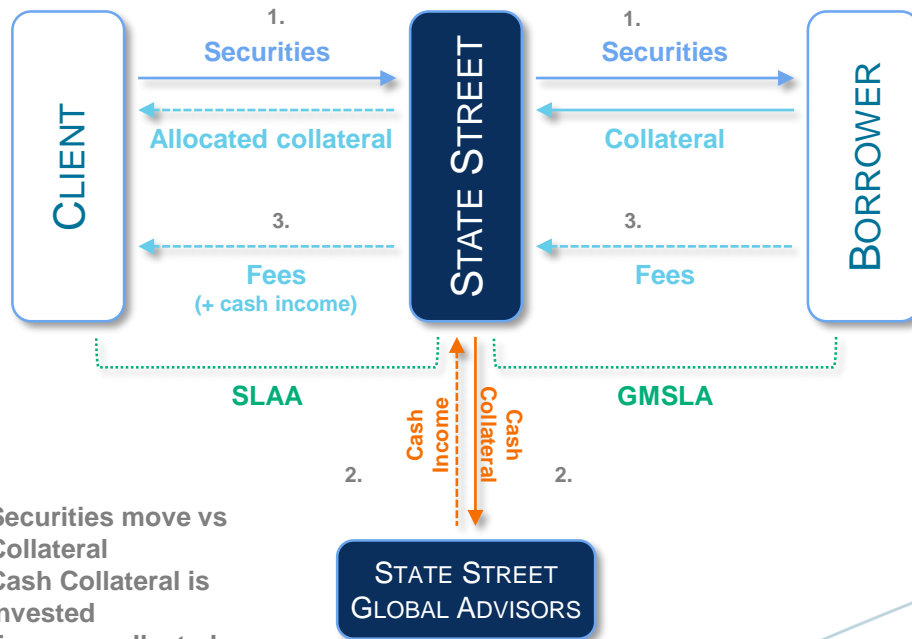 1.
1.
Securities
Securities
CLIENT
STATE STREET
BORROWER
Allocated collateral
Collateral
3.
3.
Fees
(+ cash income)
Fees
SLAA
GMSLA
Cash
Income
Cash
Collateral
2.
2.
Securities move vs
Collateral
Cash Collateral is
invested
STATE STREET
GLOBAL ADVISORS